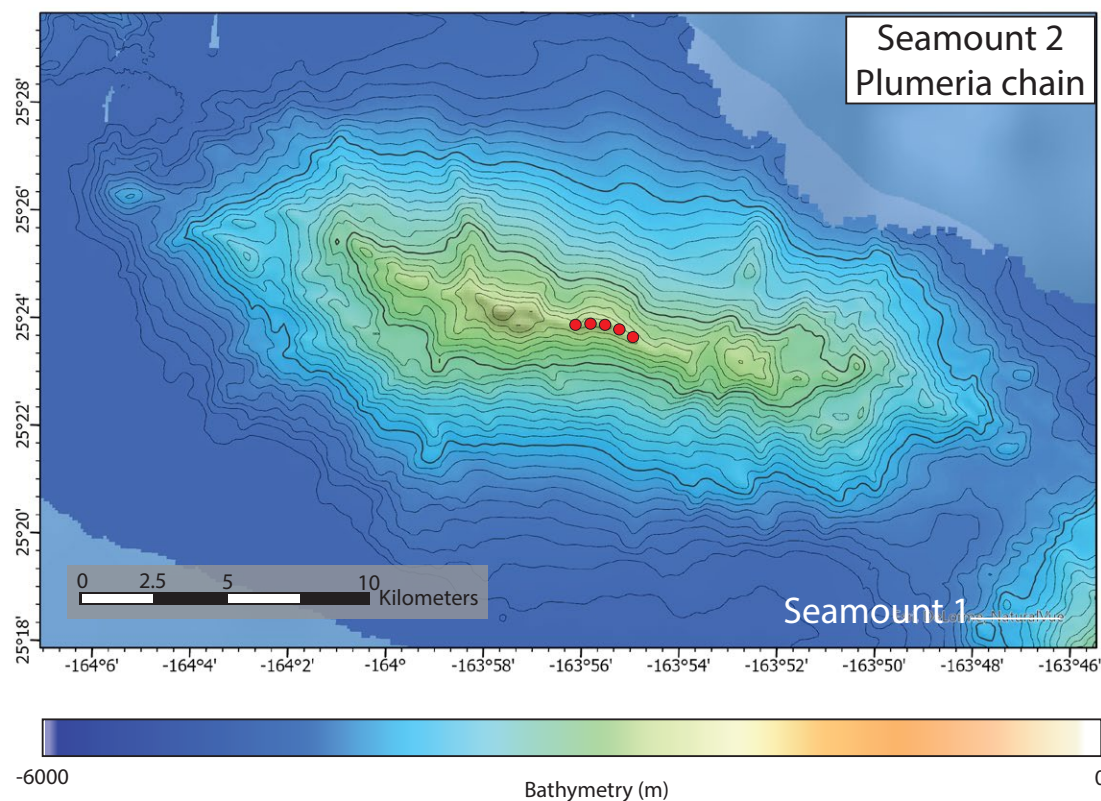 Seamount 2
Plumeria chain
25°28'
25°26'
25°24'
25°22'
25°20'
25°18'
0 2.5 5 10
Kilometers
Seamount 1
-164°6' -164°4' -164°2' -164° -163°58' -163°56' -163°54' -163°52' -163°50' -163°48' -163°46'
-6000 0
Bathymetry (m)